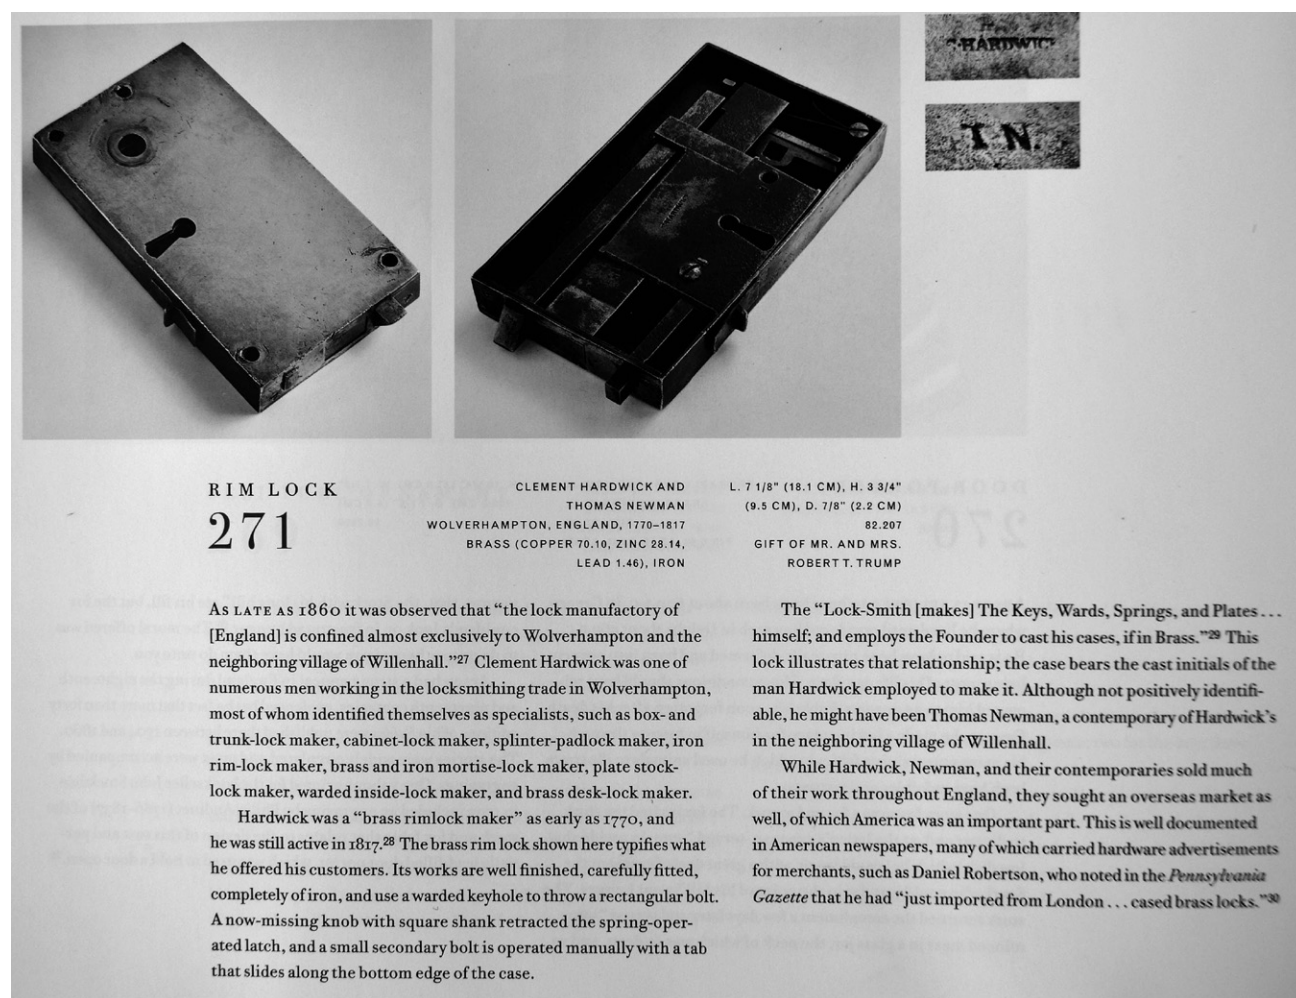 HARDWIC
I·N.
RIM LOCK
271
CLEMENT HARDWICK AND
THOMAS NEWMAN
WOLVERHAMPTON, ENGLAND, 1770–1817
BRASS (COPPER 70.10, ZINC 28.14,
LEAD 1.46), IRON
L. 7 1/8" (18.1 CM), H. 3 3/4"
(9.5 CM), D. 7/8" (2.2 CM)
82.207
GIFT OF MR. AND MRS.
ROBERT T. TRUMP
AS LATE AS 1860 it was observed that “the lock manufactory of
[England] is confined almost exclusively to Wolverhampton and the
neighboring village of Willenhall.”27 Clement Hardwick was one of
numerous men working in the locksmithing trade in Wolverhampton,
most of whom identified themselves as specialists, such as box- and
trunk-lock maker, cabinet-lock maker, splinter-padlock maker, iron
rim-lock maker, brass and iron mortise-lock maker, plate stock-
lock maker, warded inside-lock maker, and brass desk-lock maker.
Hardwick was a “brass rimlock maker” as early as 1770, and
he was still active in 1817.28 The brass rim lock shown here typifies what
he offered his customers. Its works are well finished, carefully fitted,
completely of iron, and use a warded keyhole to throw a rectangular bolt.
A now-missing knob with square shank retracted the spring-oper-
ated latch, and a small secondary bolt is operated manually with a tab
that slides along the bottom edge of the case.
The “Lock-Smith [makes] The Keys, Wards, Springs, and Plates . . .
himself; and employs the Founder to cast his cases, if in Brass.”29 This
lock illustrates that relationship; the case bears the cast initials of the
man Hardwick employed to make it. Although not positively identifi-
able, he might have been Thomas Newman, a contemporary of Hardwick’s
in the neighboring village of Willenhall.
While Hardwick, Newman, and their contemporaries sold much
of their work throughout England, they sought an overseas market as
well, of which America was an important part. This is well documented
in American newspapers, many of which carried hardware advertisements
for merchants, such as Daniel Robertson, who noted in the Pennsylvania
Gazette that he had “just imported from London . . . cased brass locks.”30